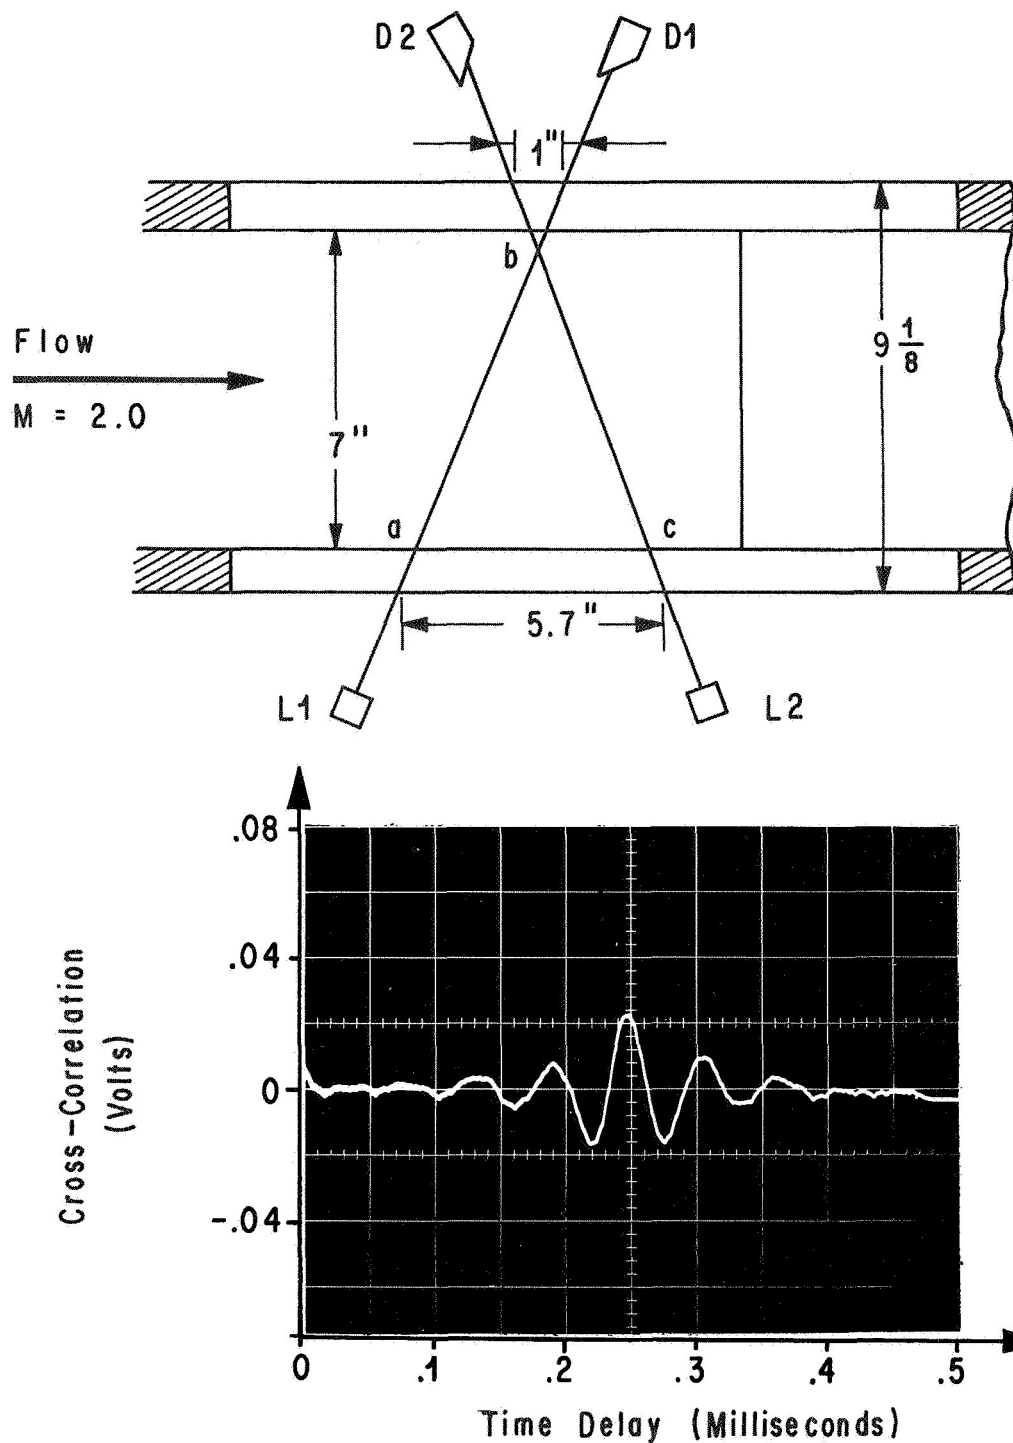 D2
D1
1"
b
Flow
M = 2.0
7"
9 1/8
a
c
5.7"
L1
L2
.08
.04
0
-.04
Cross-Correlation
(Volts)
0
.1
.2
.3
.4
.5
Time Delay (Milliseconds)